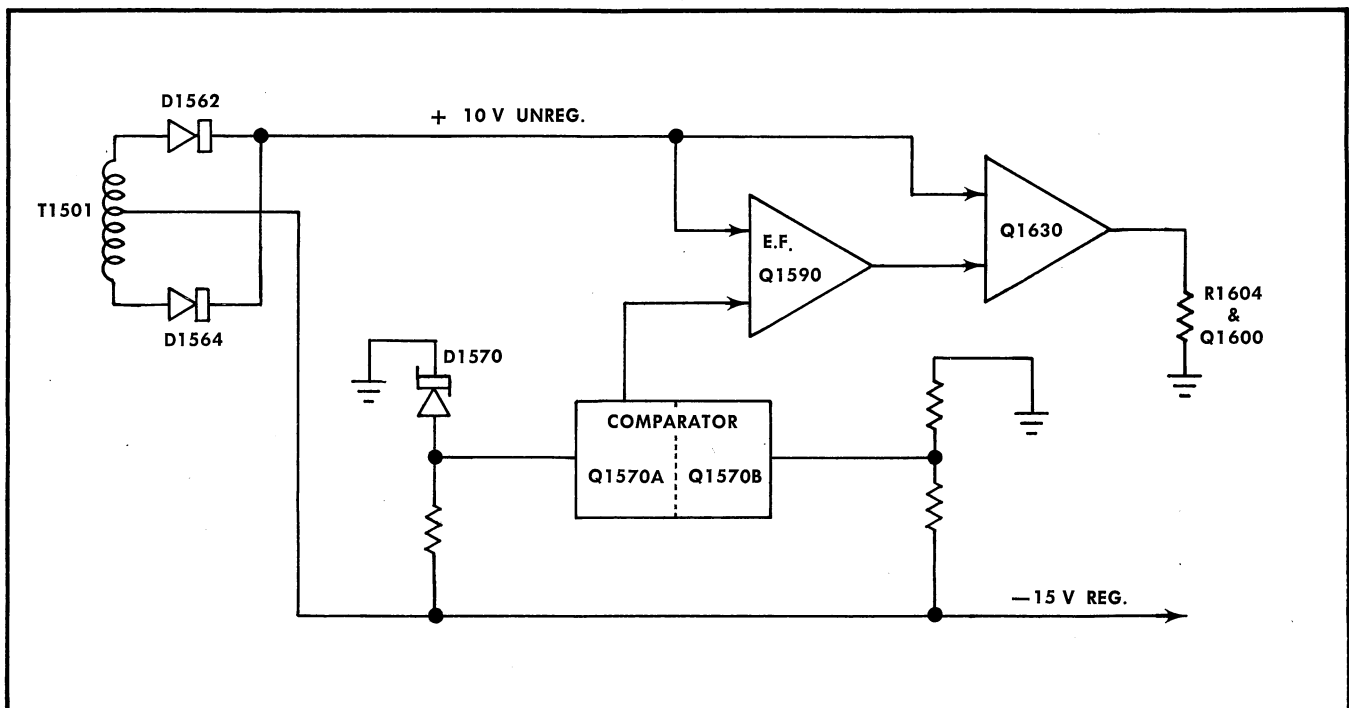 D1562
+ 10 V UNREG.
T1501
Q1630
E.F.
Q1590
R1604
&
Q1600
D1564
D1570
COMPARATOR
Q1570A
Q1570B
—15 V REG.